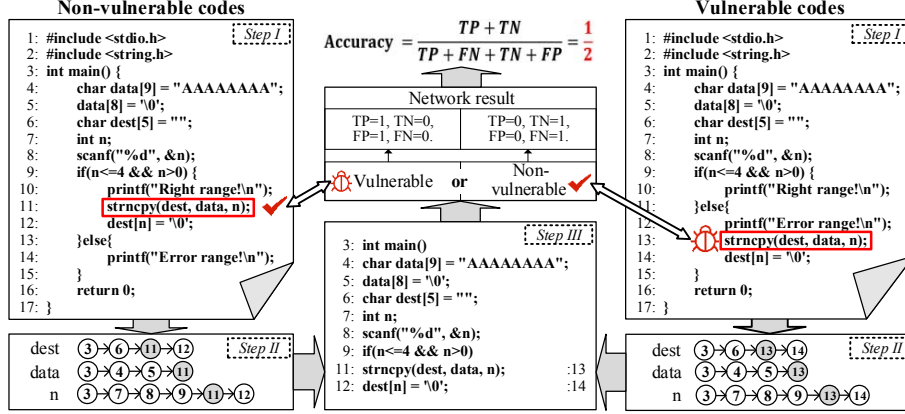 Non-vulnerable codes
Step I
1: #include <stdio.h>
2: #include <string.h>
3: int main() {
4: char data[9] = "AAAAAAAA";
5: data[8] = '\0';
6: char dest[5] = "";
7: int n;
8: scanf("%d", &n);
9: if(n<=4 && n>0) {
10: printf("Right range!\n");
11: strncpy(dest, data, n);
12: dest[n] = '\0';
13: }else{
14: printf("Error range!\n");
15: }
16: return 0;
17: }
Step II
dest 3 6 11 12
data 3 4 5 11
n 3 7 8 9 11 12
Accuracy = TP + TN / TP + FN + TN + FP = 1 / 2
Network result
TP=1, TN=0, TP=0, TN=1,
FP=1, FN=0. FP=0, FN=1.
Vulnerable or Non-vulnerable
Step III
3: int main()
4: char data[9] = "AAAAAAAA";
5: data[8] = '\0';
6: char dest[5] = "";
7: int n;
8: scanf("%d", &n);
9: if(n<=4 && n>0)
11: strncpy(dest, data, n); :13
12: dest[n] = '\0'; :14
Vulnerable codes
Step I
1: #include <stdio.h>
2: #include <string.h>
3: int main() {
4: char data[9] = "AAAAAAAA";
5: data[8] = '\0';
6: char dest[5] = "";
7: int n;
8: scanf("%d", &n);
9: if(n<=4 && n>0) {
10: printf("Right range!\n");
11: }else{
12: printf("Error range!\n");
13: strncpy(dest, data, n);
14: dest[n] = '\0';
15: }
16: return 0;
17: }
Step II
dest 3 6 13 14
data 3 4 5 13
n 3 7 8 9 13 14